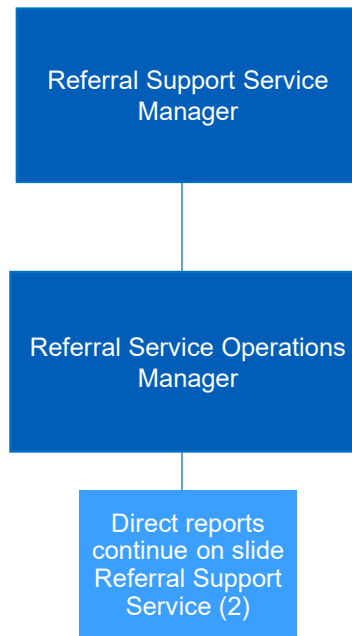 Referral Support Service
Manager
Referral Service Operations
Manager
Direct reports
continue on slide
Referral Support
Service (2)